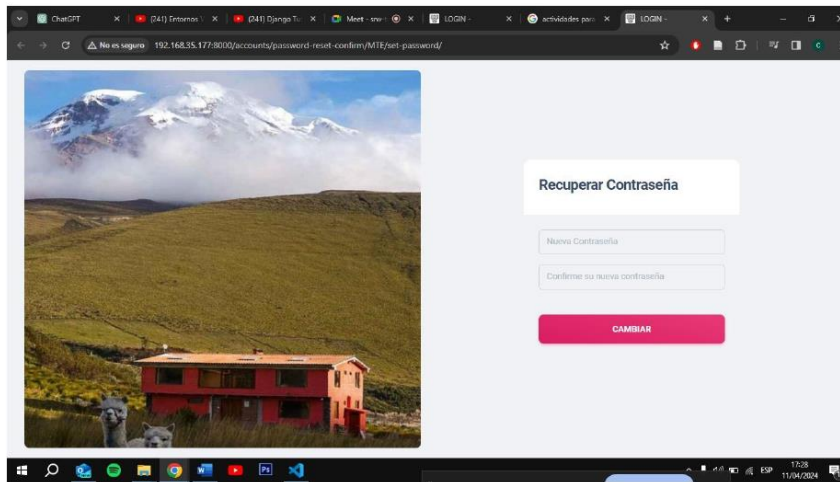 ChatGPT
(241) Entornos V
(241) Django Tu
Meet - snv-
LOGIN -
actividades para
LOGIN -
No es seguro
192.168.35.177:8000/accounts/password-reset-confirm/MTE/set-password/
Recuperar Contraseña
Nueva Contraseña
Confirme su nueva contraseña
CAMBIAR
ESP
17:28
11/04/2024